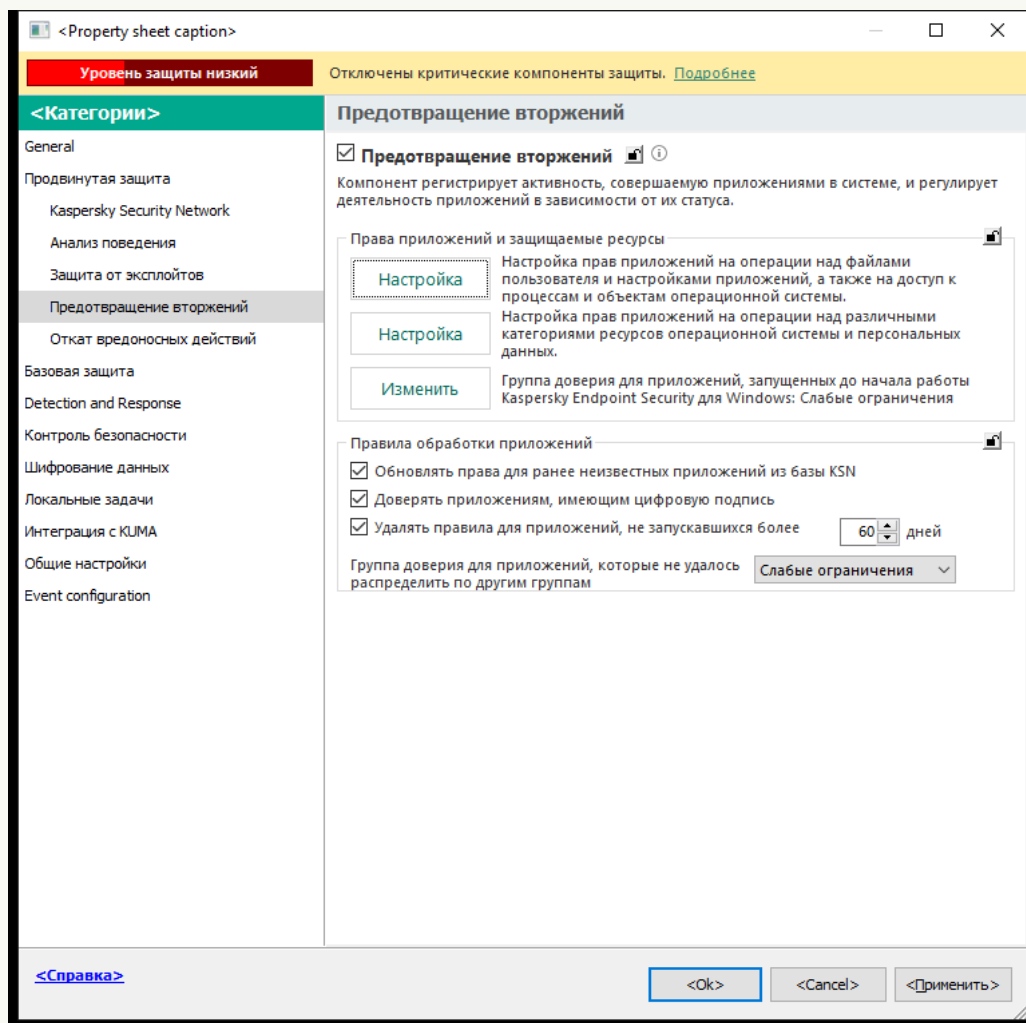 <Property sheet caption>
Уровень защиты низкий
Отключены критические компоненты защиты. Подробнее
<Категории>
General
Продвинутая защита
Kaspersky Security Network
Анализ поведения
Защита от эксплойтов
Предотвращение вторжений
Откат вредоносных действий
Базовая защита
Detection and Response
Контроль безопасности
Шифрование данных
Локальные задачи
Интеграция с KUMA
Общие настройки
Event configuration
Предотвращение вторжений
Предотвращение вторжений
Компонент регистрирует активность, совершаемую приложениями в системе, и регулирует
деятельность приложений в зависимости от их статуса.
Права приложений и защищаемые ресурсы
Настройка
Настройка прав приложений на операции над файлами
пользователя и настройками приложений, а также на доступ к
процессам и объектам операционной системы.
Настройка
Настройка прав приложений на операции над различными
категориями ресурсов операционной системы и персональных
данных.
Изменить
Группа доверия для приложений, запущенных до начала работы
Kaspersky Endpoint Security для Windows: Слабые ограничения
Правила обработки приложений
Обновлять права для ранее неизвестных приложений из базы KSN
Доверять приложениям, имеющим цифровую подпись
Удалять правила для приложений, не запускавшихся более 60 дней
Группа доверия для приложений, которые не удалось
распределить по другим группам
Слабые ограничения
<Справка>
<Ok>
<Cancel>
<Применить>